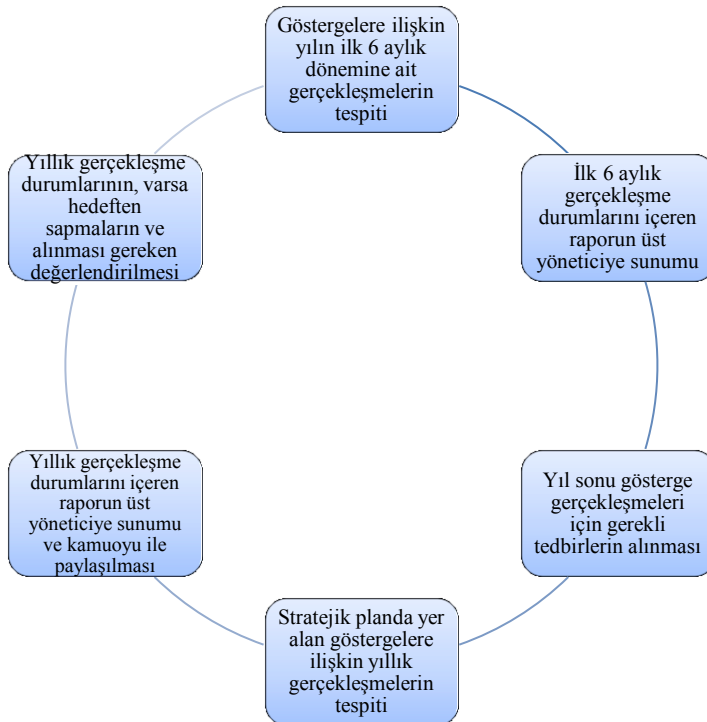 Göstergelere ilişkin
yılın ilk 6 aylık
dönemine ait
gerçekleşmelerin
tespiti
İlk 6 aylık
gerçekleşme
durumlarını içeren
raporun üst
yöneticiye sunumu
Yıl sonu gösterge
gerçekleşmeleri
için gerekli
tedbirlerin alınması
Stratejik planda yer
alan göstergelere
ilişkin yıllık
gerçekleşmelerin
tespiti
Yıllık gerçekleşme
durumlarını içeren
raporun üst
yöneticiye sunumu
ve kamuoyu ile
paylaşılması
Yıllık gerçekleşme
durumlarının, varsa
hedeften
sapmaların ve
alınması gereken
değerlendirilmesi